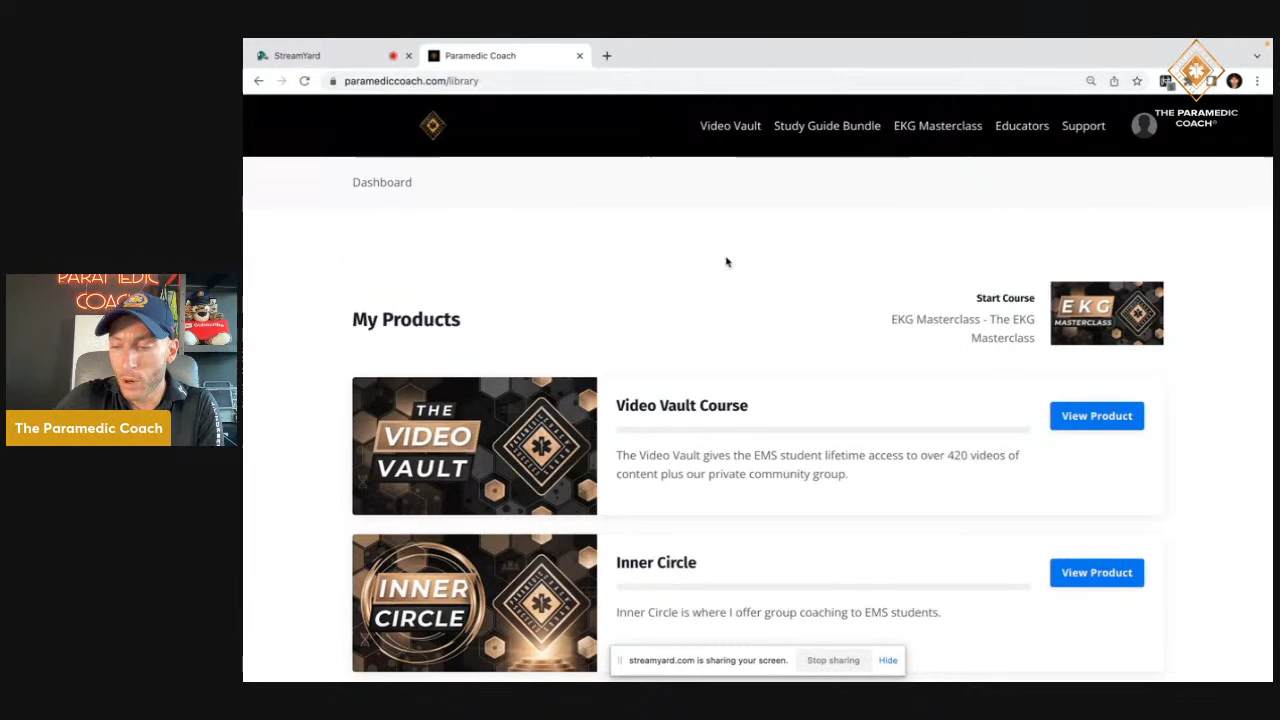 StreamYard
Paramedic Coach
paramediccoach.com/library
Video Vault
Study Guide Bundle
EKG Masterclass
Educators
Support
THE PARAMEDIC
COACH®
Dashboard
My Products
Start Course
EKG Masterclass - The EKG
Masterclass
EKG
MASTERCLASS
THE
VIDEO
VAULT
Video Vault Course
View Product
The Video Vault gives the EMS student lifetime access to over 420 videos of
content plus our private community group.
INNER
CIRCLE
Inner Circle
View Product
Inner Circle is where I offer group coaching to EMS students.
streamyard.com is sharing your screen.
Stop sharing
Hide
PARAMEDIC
COACH
The Paramedic Coach